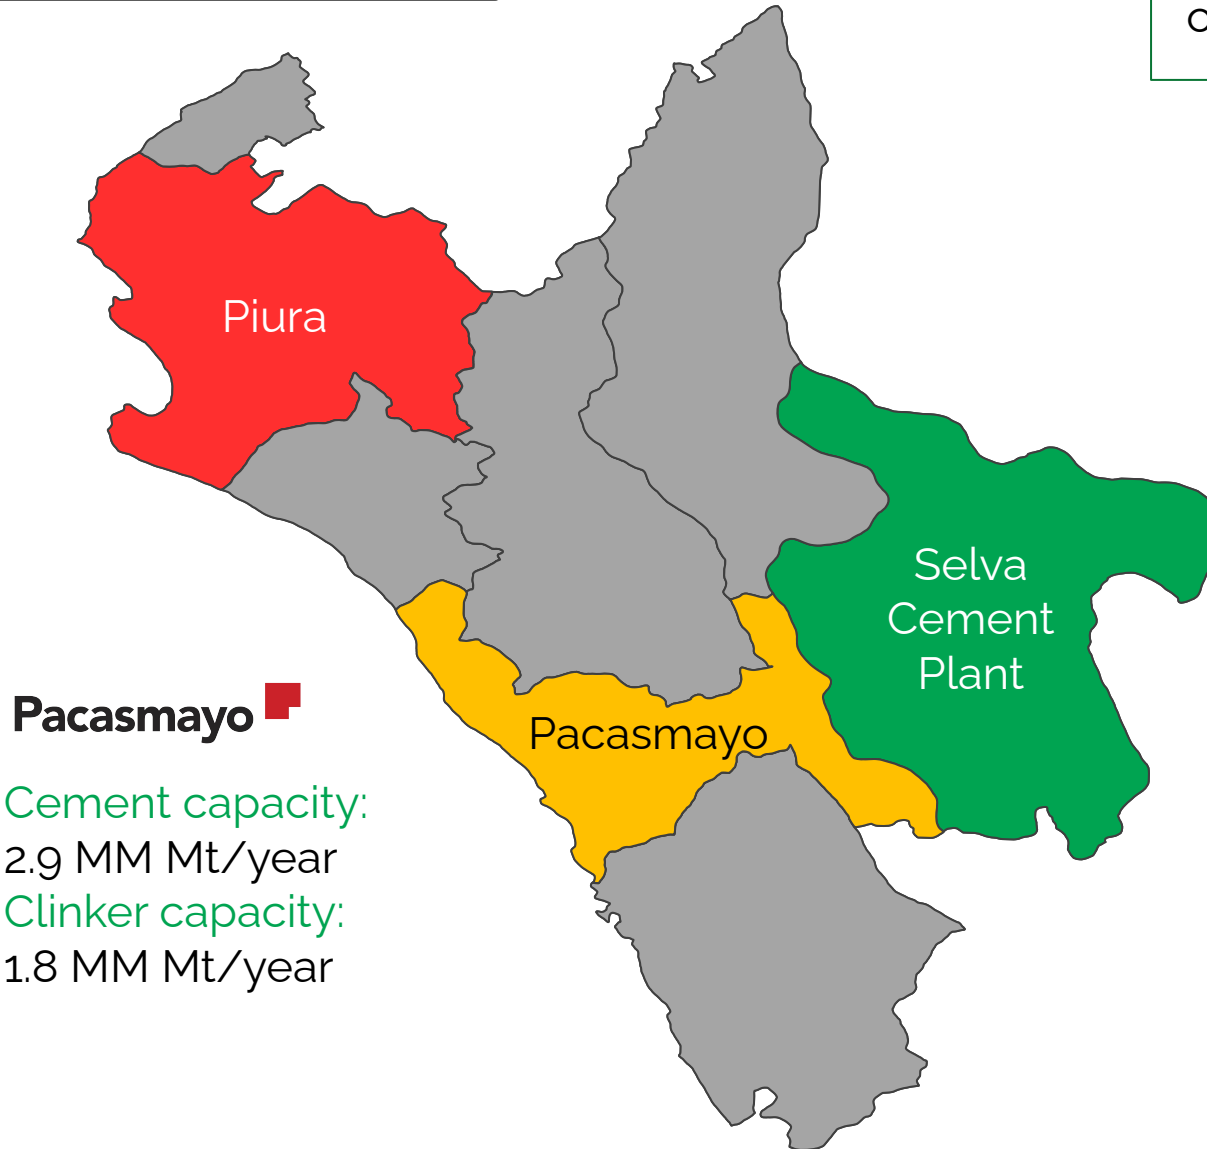 Piura
Selva
Cement
Plant
Pacasmayo
Pacasmayo
Cement capacity:
2.9 MM Mt/year
Clinker capacity:
1.8 MM Mt/year